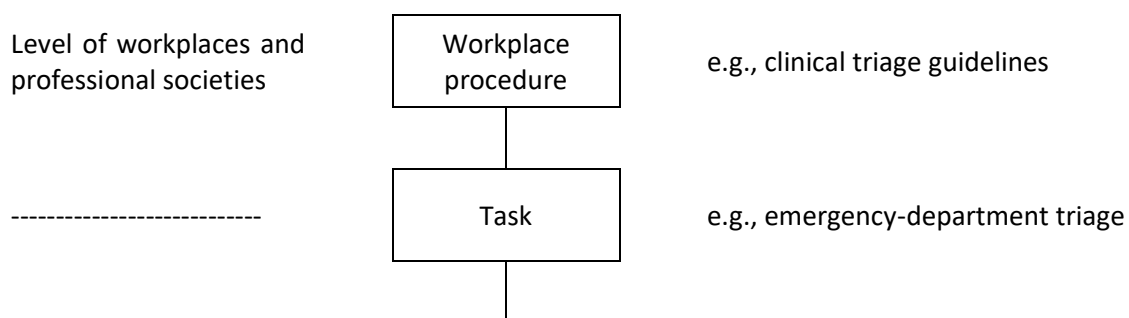 Level of workplaces and
professional societies
Workplace
procedure
e.g., clinical triage guidelines
----------------------------
Task
e.g., emergency-department triage